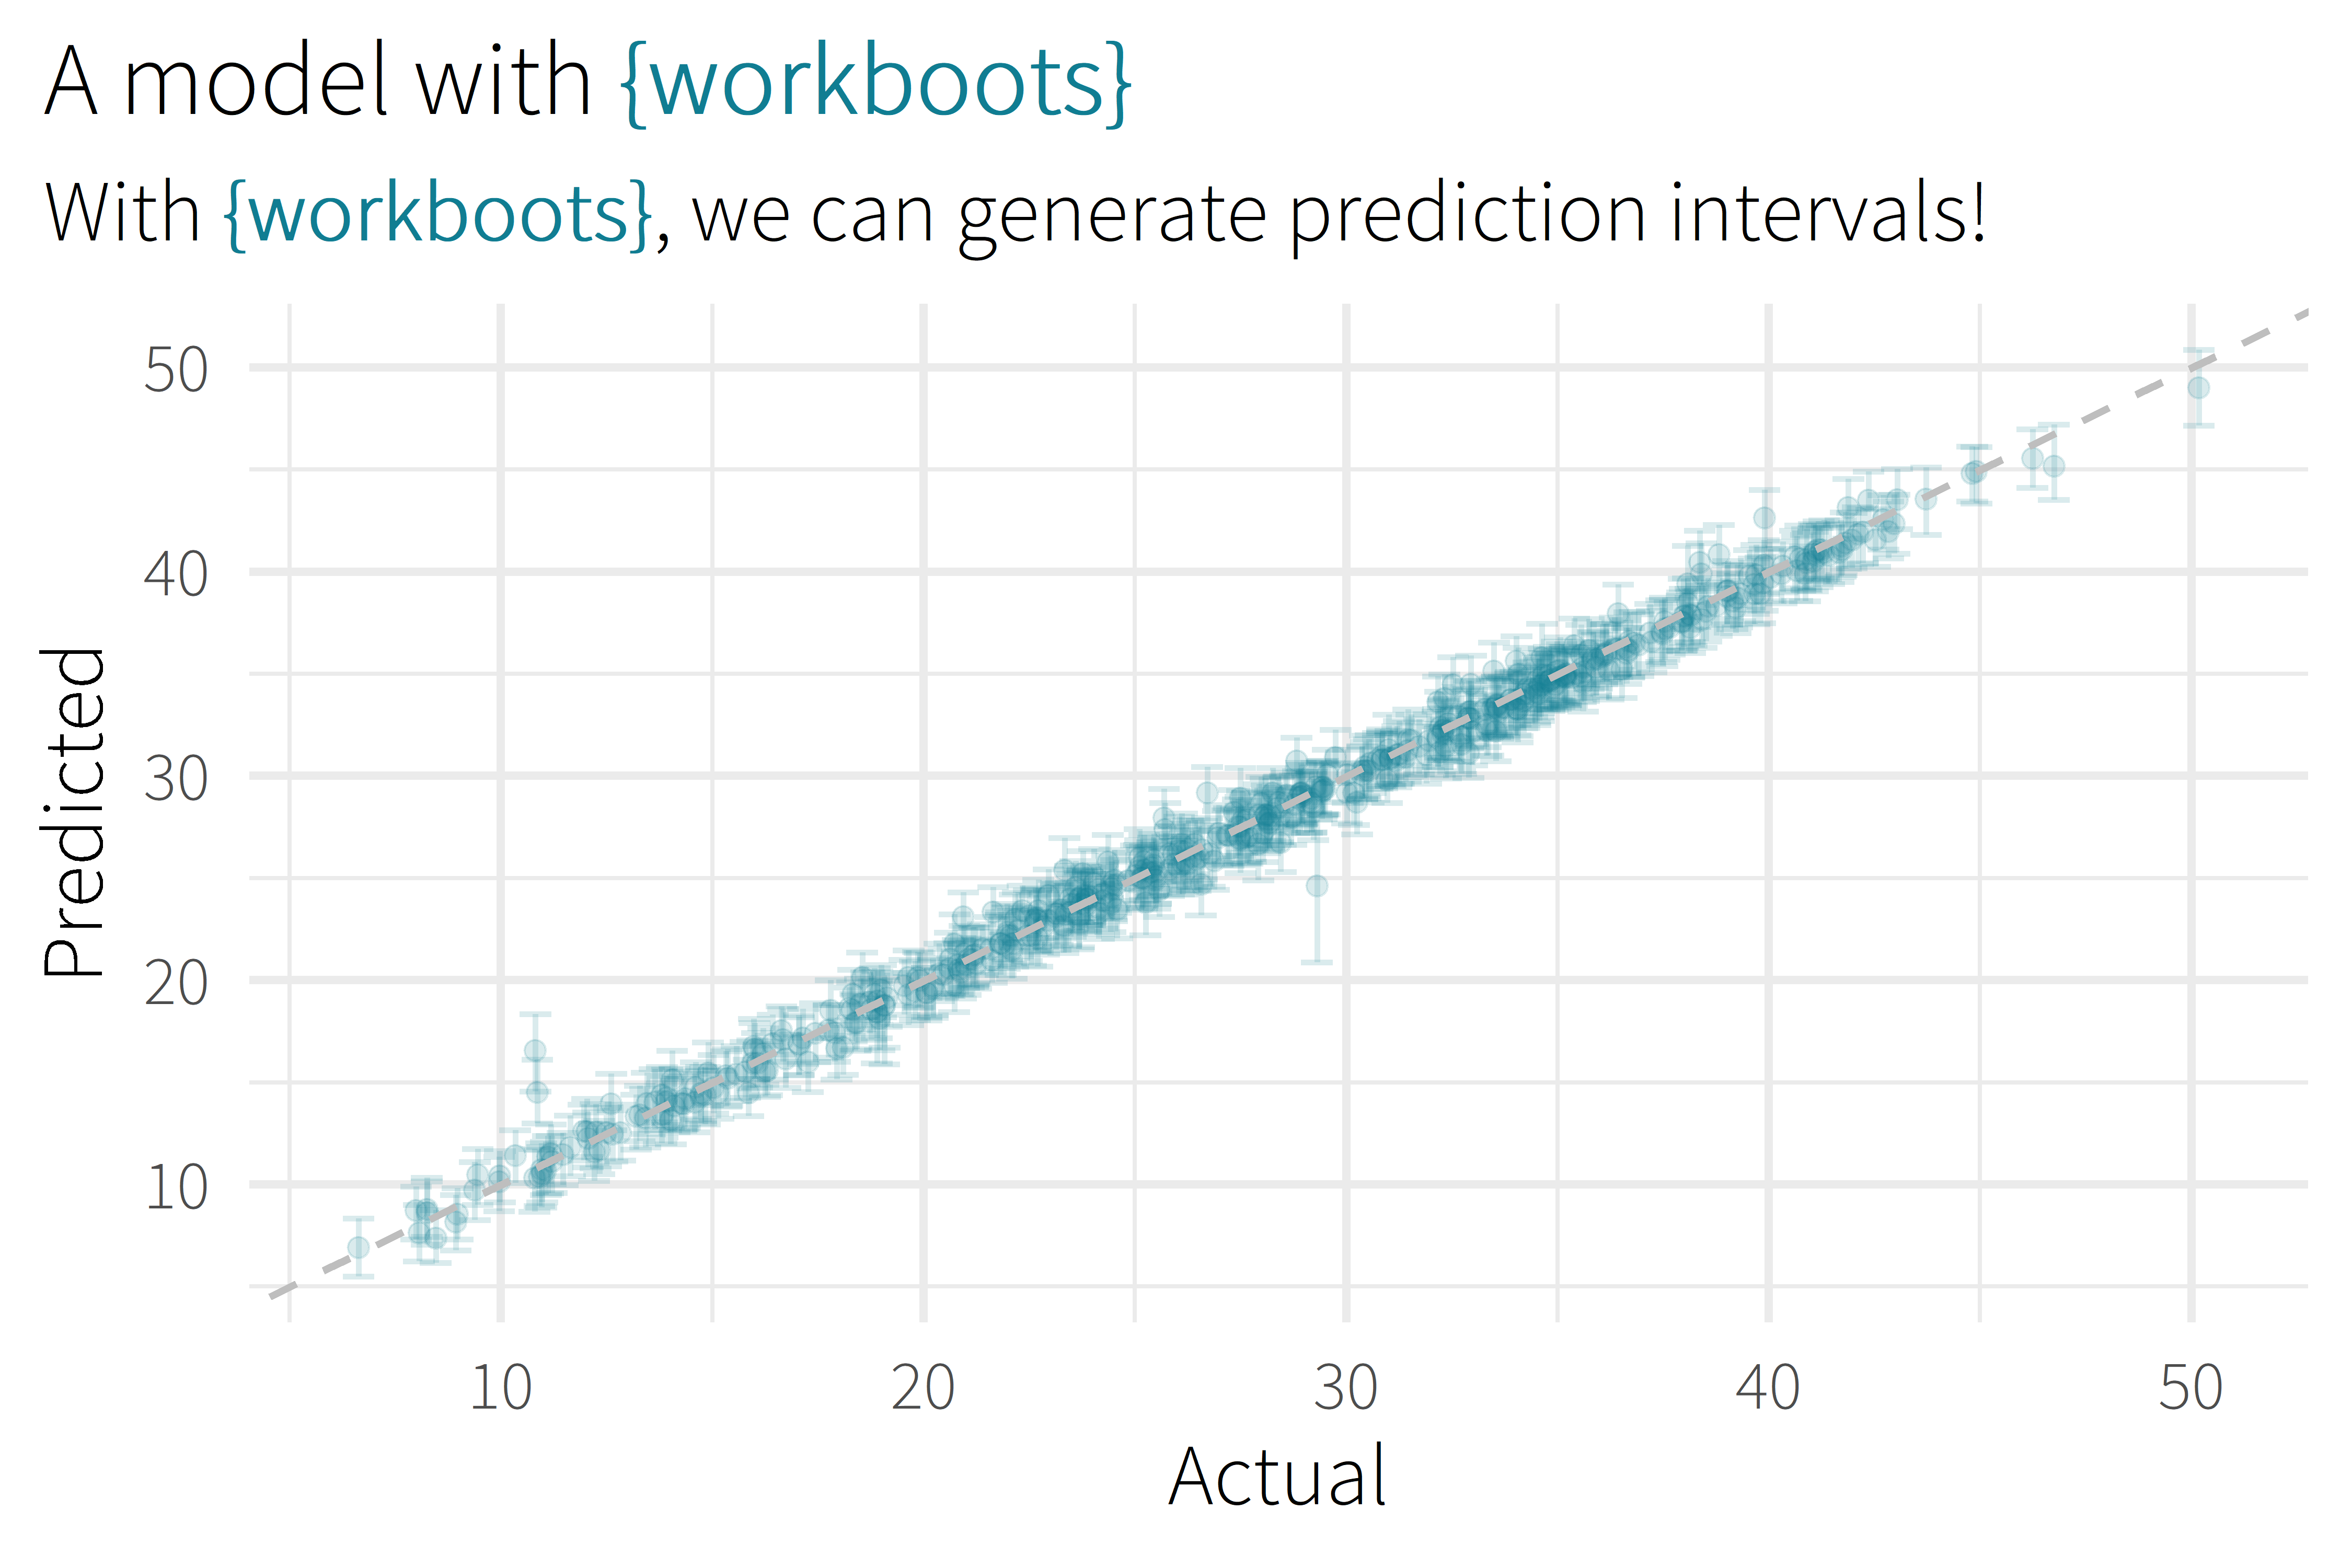 A model with {workboots}
With {workboots}, we can generate prediction intervals!
50
40
30
20
10
Predicted
10 20 30 40 50
Actual